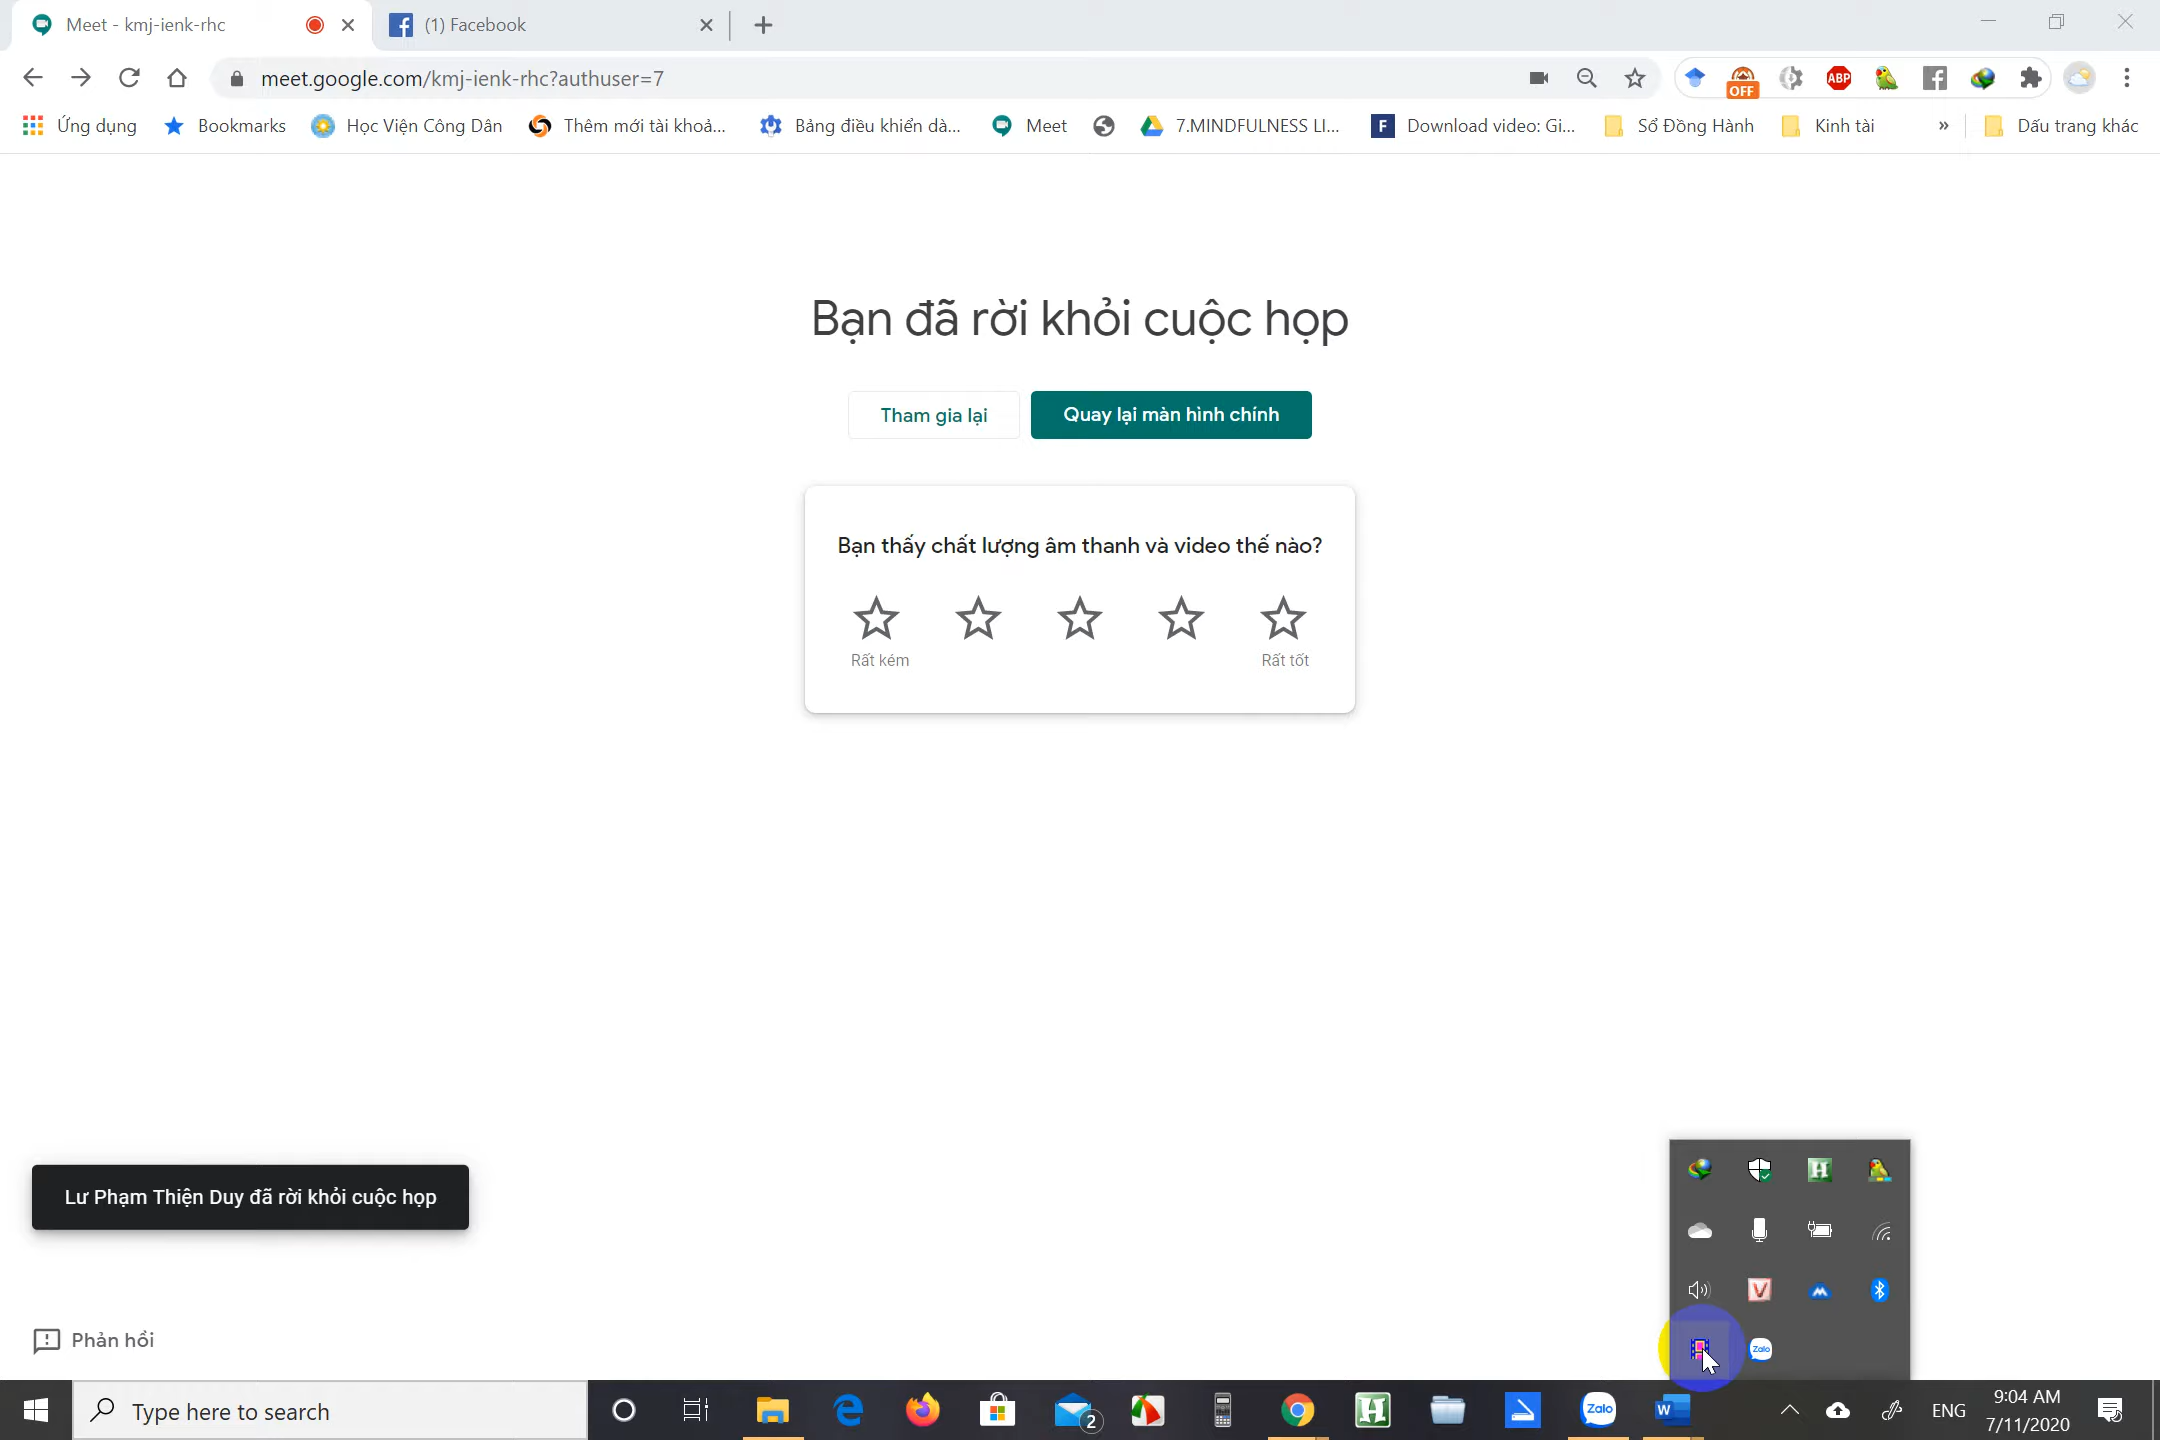 Meet - kmj-ienk-rhc
(1) Facebook
meet.google.com/kmj-ienk-rhc?authuser=7
OFF
ABP
Ứng dụng
Bookmarks
Học Viện Công Dân
Thêm mới tài khoả...
Bảng điều khiển dà...
Meet
7.MINDFULNESS LI...
F
Download video: Gi...
Sổ Đồng Hành
Kinh tài
»
Dấu trang khác
Bạn đã rời khỏi cuộc họp
Tham gia lại
Quay lại màn hình chính
Bạn thấy chất lượng âm thanh và video thế nào?
Rất kém
Rất tốt
Lư Phạm Thiện Duy đã rời khỏi cuộc họp
Phản hồi
H
V
Zalo
Type here to search
2
H
Zalo
W
ENG
9:04 AM
7/11/2020